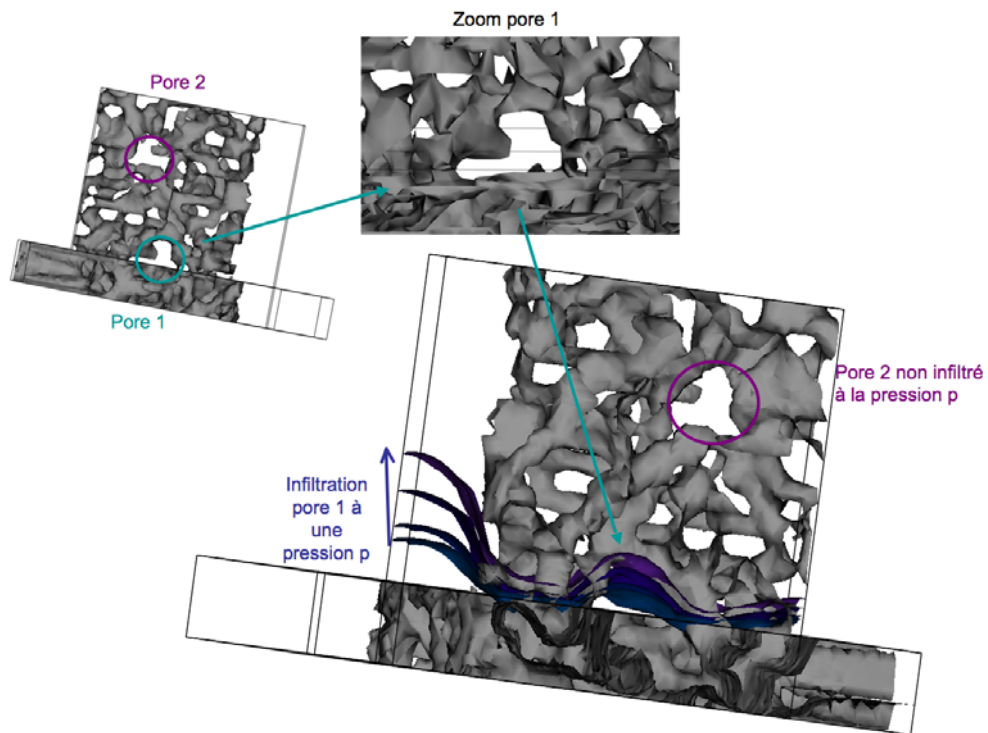 Zoom pore 1
Pore 2
Pore 1
Pore 2 non infiltré
à la pression p
Infiltration
pore 1 à
une
pression p